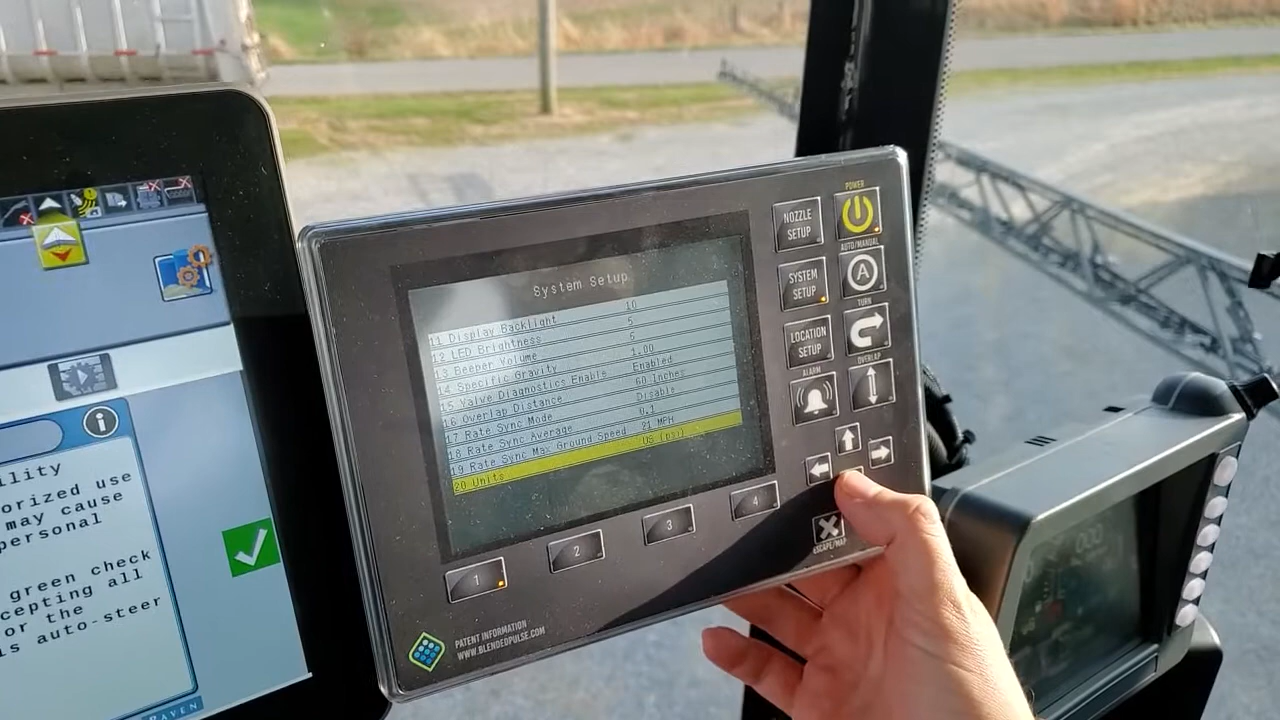 ility
orized use
may cause
personal
green check
cepting all
or the
s auto-steer
RAVEN
System Setup
11 Display Backlight 10
12 LED Brightness 5
13 Beeper Volume 5
14 Specific Gravity 1.00
15 Valve Diagnostics Enable Enabled
16 Overlap Distance 60 Inches
17 Rate Sync Mode Disable
18 Rate Sync Average 0.1
19 Rate Sync Max Ground Speed 21 MPH
20 Units US (psi)
NOZZLE
SETUP
POWER
SYSTEM
SETUP
AUTO/MANUAL
A
LOCATION
SETUP
TURN
ALARM
OVERLAP
ESCAPE/MAP
1
2
3
4
PATENT INFORMATION
WWW.BLENDEDPULSE.COM